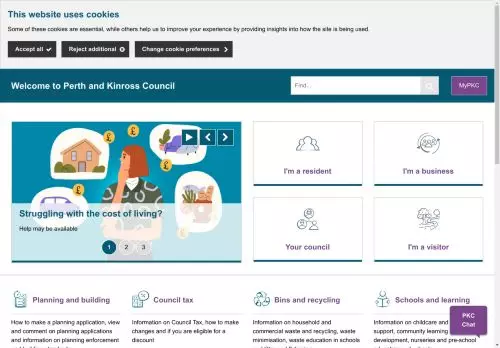 This website uses cookies
Some of these cookies are essential, while others help us to improve your experience by providing insights into how the site is being used.
Accept all
Reject additional
Change cookie preferences
Welcome to Perth and Kinross Council
Find...
MyPKC
£
£
£
£
Struggling with the cost of living?
Help may be available
1
2
3
I'm a resident
I'm a business
Your council
I'm a visitor
Planning and building
How to make a planning application, view
and comment on planning applications
and information on planning enforcement
Council tax
Information on Council Tax, how to make
changes and if you are eligible for a
discount
Bins and recycling
Information on household and
commercial waste and recycling, waste
minimisation, waste education in schools
Schools and learning
Information on childcare and
support, community learning
development, nurseries and pre-school
PKC
Chat